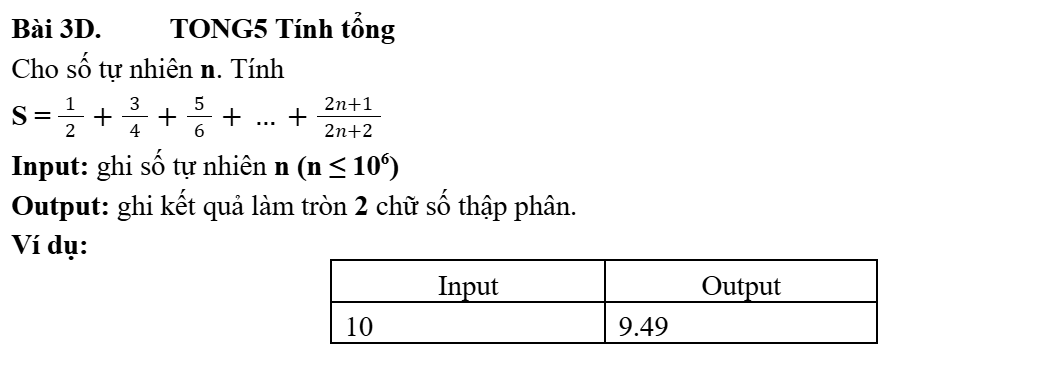 Bài 3D. TONG5 Tính tổng
Cho số tự nhiên n. Tính
S = 1/2 + 3/4 + 5/6 + ... + (2n+1)/(2n+2)
Input: ghi số tự nhiên n (n ≤ 10⁶)
Output: ghi kết quả làm tròn 2 chữ số thập phân.
Ví dụ:
Input Output
10 9.49